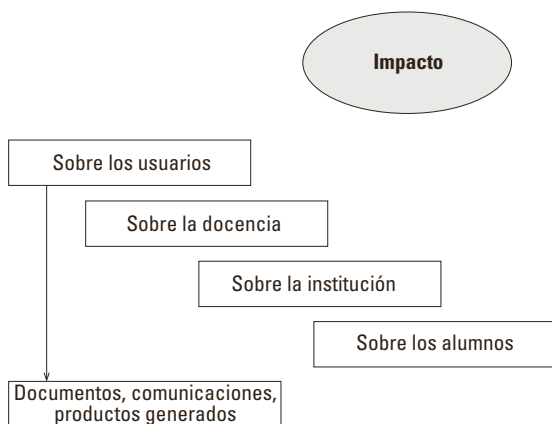 Impacto
Sobre los usuarios
Sobre la docencia
Sobre la institución
Sobre los alumnos
Documentos, comunicaciones,
productos generados